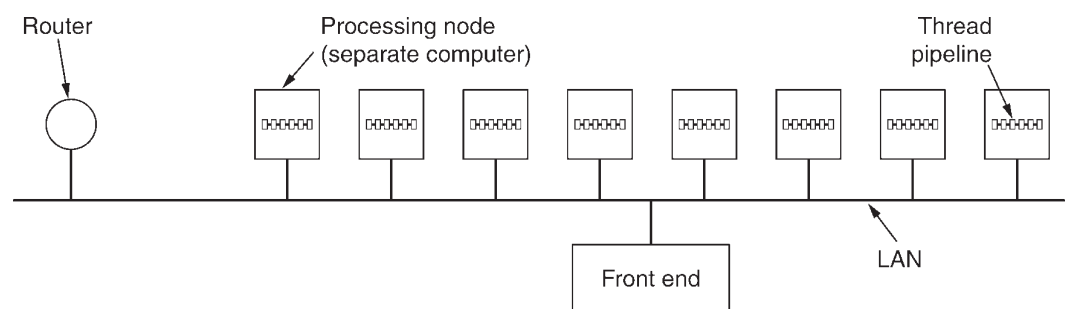 Router
Processing node
(separate computer)
Thread
pipeline
LAN
Front end